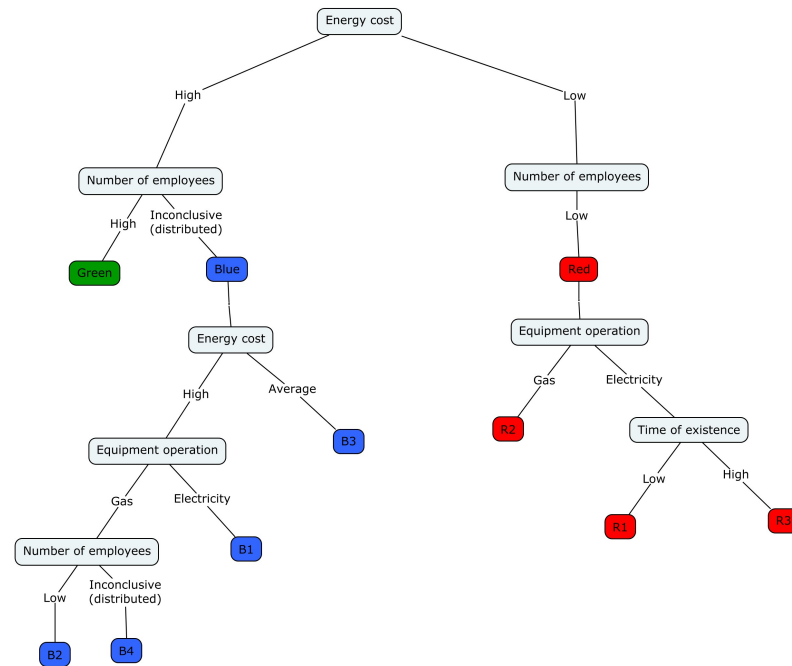 Energy cost
High
Low
Number of employees
Number of employees
High
Inconclusive
(distributed)
Low
Green
Blue
Red
Energy cost
Equipment operation
High
Average
Gas
Electricity
B3
R2
Time of existence
Equipment operation
Gas
Electricity
Low
High
Number of employees
B1
R1
R3
Low
Inconclusive
(distributed)
B2
B4